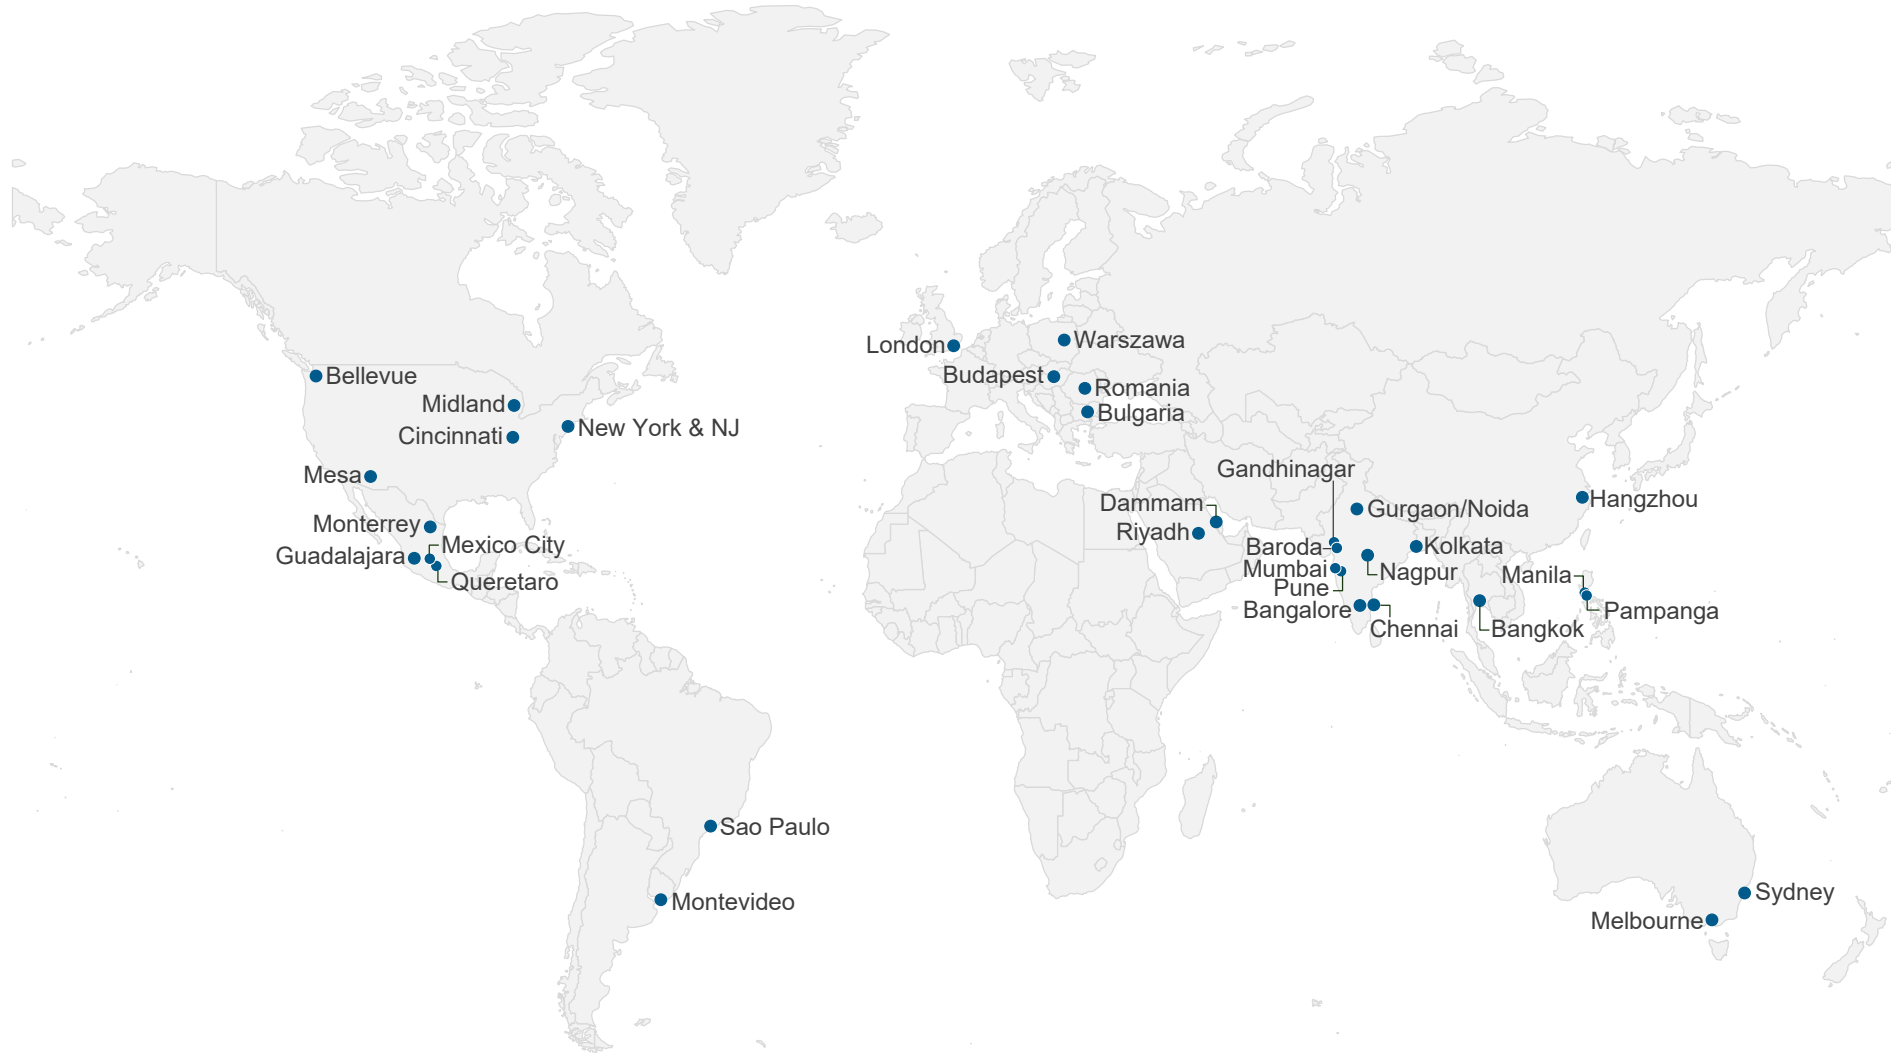 London
Warszawa
Budapest
Romania
Bulgaria
Bellevue
Midland
Cincinnati
New York & NJ
Mesa
Monterrey
Mexico City
Guadalajara
Queretaro
Gandhinagar
Dammam
Riyadh
Gurgaon/Noida
Hangzhou
Baroda
Kolkata
Mumbai
Nagpur
Pune
Manila
Bangalore
Pampanga
Chennai
Bangkok
Sao Paulo
Montevideo
Sydney
Melbourne